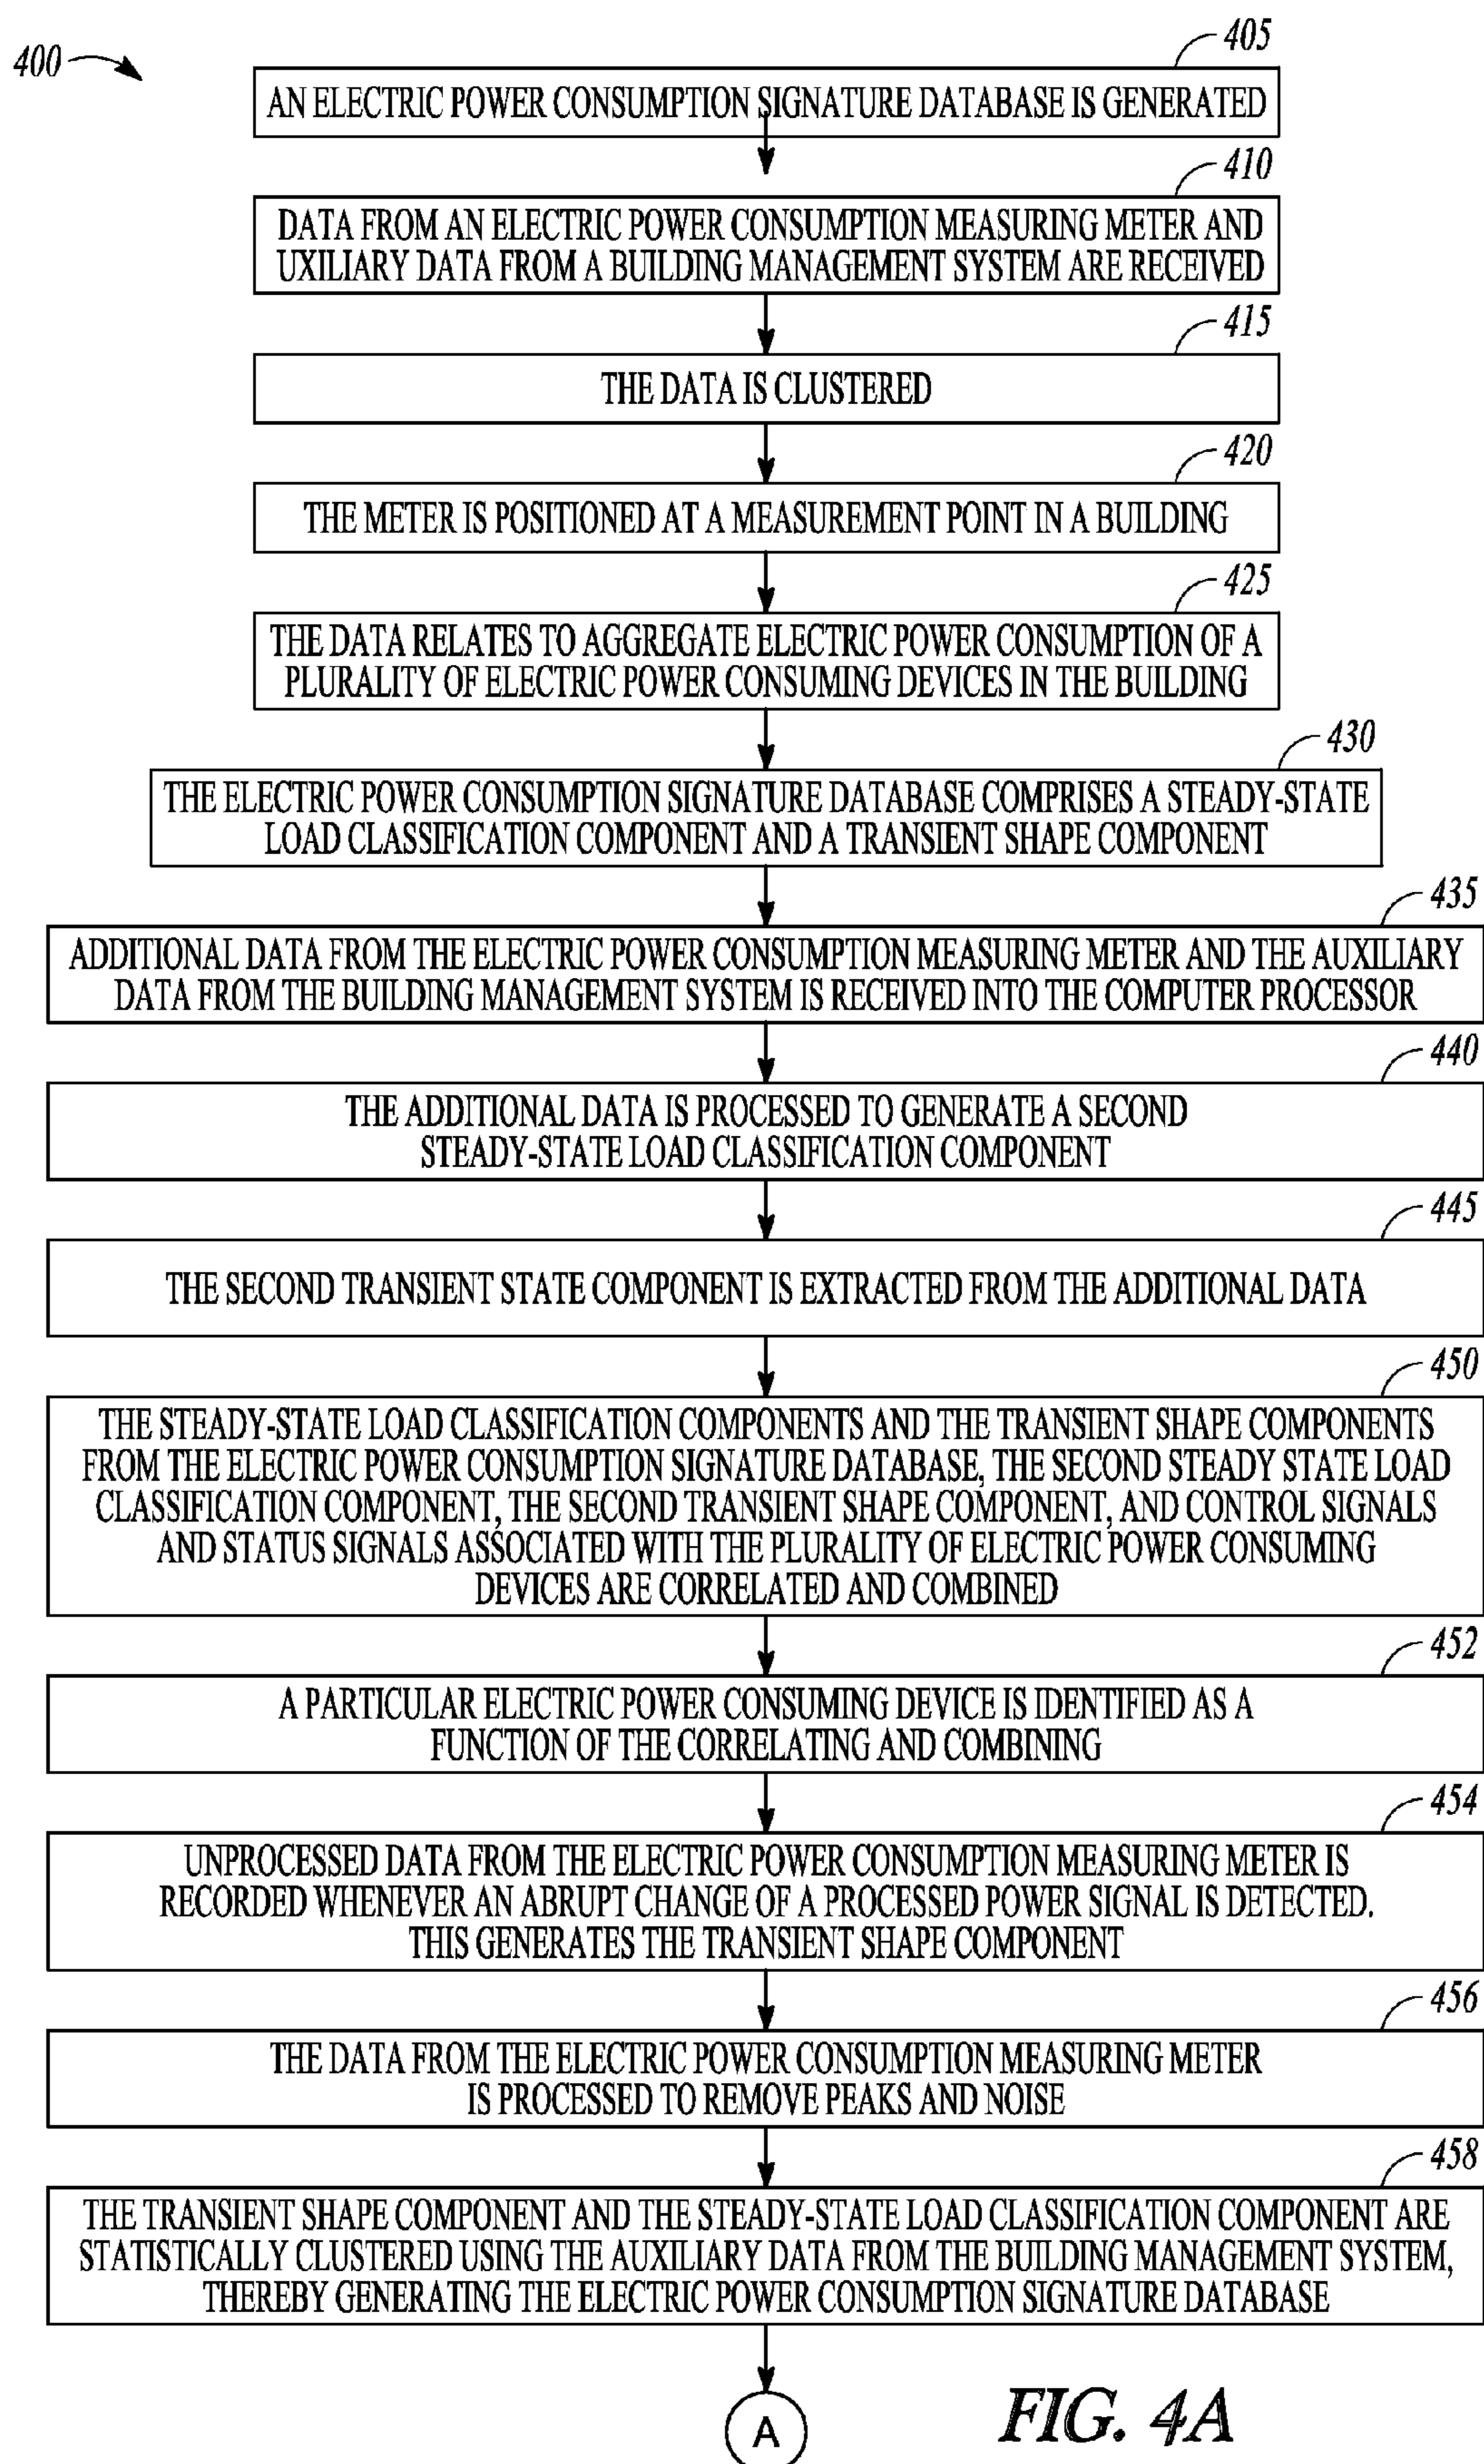 400
405
AN ELECTRIC POWER CONSUMPTION SIGNATURE DATABASE IS GENERATED
410
DATA FROM AN ELECTRIC POWER CONSUMPTION MEASURING METER AND
UXILIARY DATA FROM A BUILDING MANAGEMENT SYSTEM ARE RECEIVED
415
THE DATA IS CLUSTERED
420
THE METER IS POSITIONED AT A MEASUREMENT POINT IN A BUILDING
425
THE DATA RELATES TO AGGREGATE ELECTRIC POWER CONSUMPTION OF A
PLURALITY OF ELECTRIC POWER CONSUMING DEVICES IN THE BUILDING
430
THE ELECTRIC POWER CONSUMPTION SIGNATURE DATABASE COMPRISES A STEADY-STATE
LOAD CLASSIFICATION COMPONENT AND A TRANSIENT SHAPE COMPONENT
435
ADDITIONAL DATA FROM THE ELECTRIC POWER CONSUMPTION MEASURING METER AND THE AUXILIARY
DATA FROM THE BUILDING MANAGEMENT SYSTEM IS RECEIVED INTO THE COMPUTER PROCESSOR
440
THE ADDITIONAL DATA IS PROCESSED TO GENERATE A SECOND
STEADY-STATE LOAD CLASSIFICATION COMPONENT
445
THE SECOND TRANSIENT STATE COMPONENT IS EXTRACTED FROM THE ADDITIONAL DATA
450
THE STEADY-STATE LOAD CLASSIFICATION COMPONENTS AND THE TRANSIENT SHAPE COMPONENTS
FROM THE ELECTRIC POWER CONSUMPTION SIGNATURE DATABASE, THE SECOND STEADY STATE LOAD
CLASSIFICATION COMPONENT, THE SECOND TRANSIENT SHAPE COMPONENT, AND CONTROL SIGNALS
AND STATUS SIGNALS ASSOCIATED WITH THE PLURALITY OF ELECTRIC POWER CONSUMING
DEVICES ARE CORRELATED AND COMBINED
452
A PARTICULAR ELECTRIC POWER CONSUMING DEVICE IS IDENTIFIED AS A
FUNCTION OF THE CORRELATING AND COMBINING
454
UNPROCESSED DATA FROM THE ELECTRIC POWER CONSUMPTION MEASURING METER IS
RECORDED WHENEVER AN ABRUPT CHANGE OF A PROCESSED POWER SIGNAL IS DETECTED.
THIS GENERATES THE TRANSIENT SHAPE COMPONENT
456
THE DATA FROM THE ELECTRIC POWER CONSUMPTION MEASURING METER
IS PROCESSED TO REMOVE PEAKS AND NOISE
458
THE TRANSIENT SHAPE COMPONENT AND THE STEADY-STATE LOAD CLASSIFICATION COMPONENT ARE
STATISTICALLY CLUSTERED USING THE AUXILIARY DATA FROM THE BUILDING MANAGEMENT SYSTEM,
THEREBY GENERATING THE ELECTRIC POWER CONSUMPTION SIGNATURE DATABASE
A
FIG. 4A